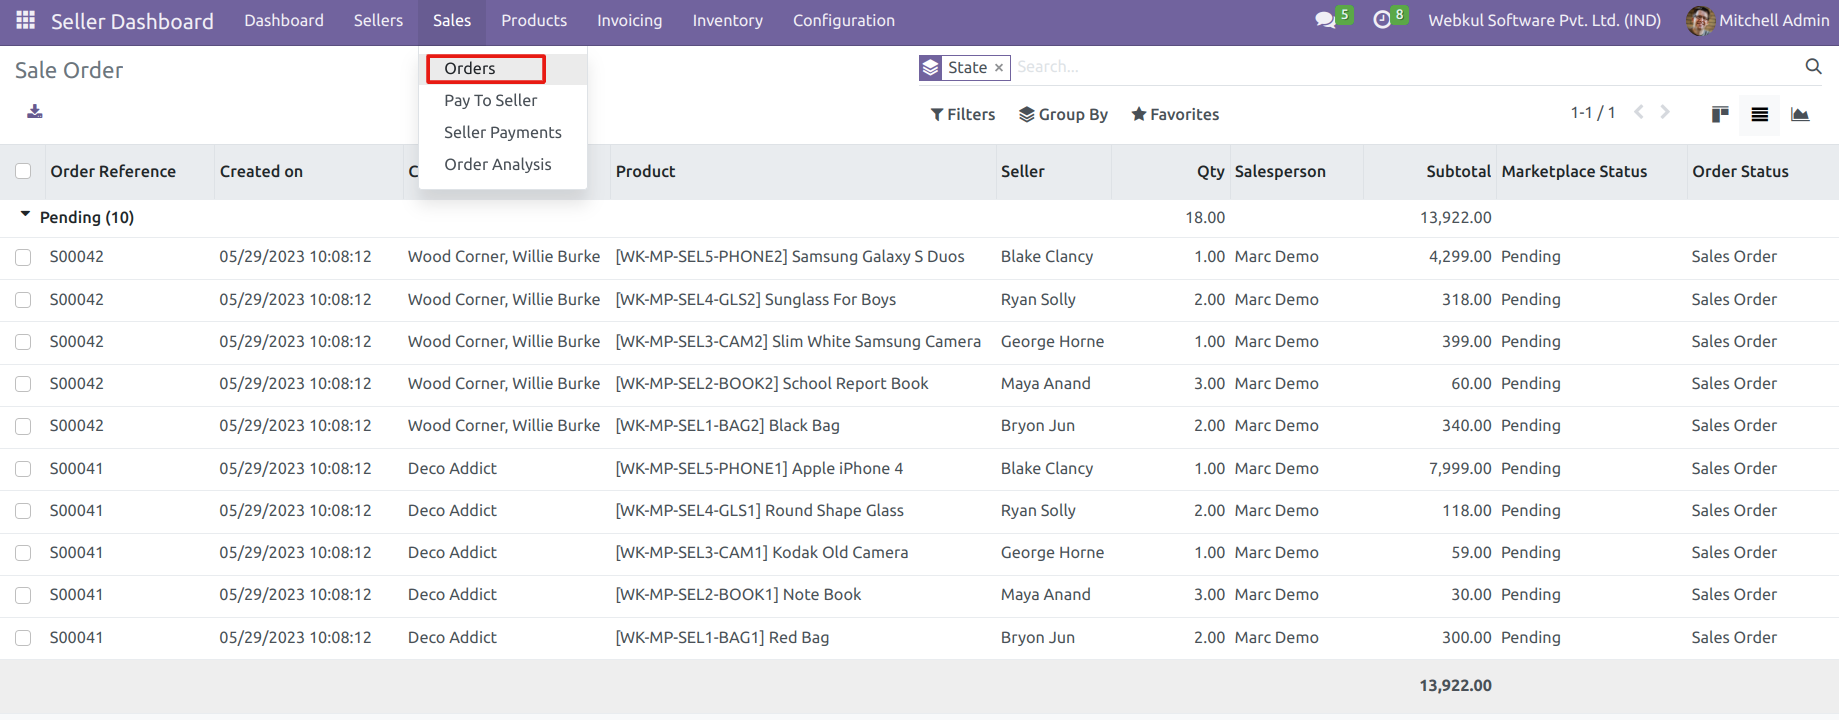 Seller Dashboard Dashboard Sellers Sales Products Invoicing Inventory Configuration 5 8 Webkul Software Pvt. Ltd. (IND) Mitchell Admin
Sale Order
Orders
Pay To Seller
Seller Payments
Order Analysis
State × Search...
Filters Group By Favorites 1-1 / 1
Order Reference Created on C Product Seller Qty Salesperson Subtotal Marketplace Status Order Status
Pending (10) 18.00 13,922.00
S00042 05/29/2023 10:08:12 Wood Corner, Willie Burke [WK-MP-SEL5-PHONE2] Samsung Galaxy S Duos Blake Clancy 1.00 Marc Demo 4,299.00 Pending Sales Order
S00042 05/29/2023 10:08:12 Wood Corner, Willie Burke [WK-MP-SEL4-GLS2] Sunglass For Boys Ryan Solly 2.00 Marc Demo 318.00 Pending Sales Order
S00042 05/29/2023 10:08:12 Wood Corner, Willie Burke [WK-MP-SEL3-CAM2] Slim White Samsung Camera George Horne 1.00 Marc Demo 399.00 Pending Sales Order
S00042 05/29/2023 10:08:12 Wood Corner, Willie Burke [WK-MP-SEL2-BOOK2] School Report Book Maya Anand 3.00 Marc Demo 60.00 Pending Sales Order
S00042 05/29/2023 10:08:12 Wood Corner, Willie Burke [WK-MP-SEL1-BAG2] Black Bag Bryon Jun 2.00 Marc Demo 340.00 Pending Sales Order
S00041 05/29/2023 10:08:12 Deco Addict [WK-MP-SEL5-PHONE1] Apple iPhone 4 Blake Clancy 1.00 Marc Demo 7,999.00 Pending Sales Order
S00041 05/29/2023 10:08:12 Deco Addict [WK-MP-SEL4-GLS1] Round Shape Glass Ryan Solly 2.00 Marc Demo 118.00 Pending Sales Order
S00041 05/29/2023 10:08:12 Deco Addict [WK-MP-SEL3-CAM1] Kodak Old Camera George Horne 1.00 Marc Demo 59.00 Pending Sales Order
S00041 05/29/2023 10:08:12 Deco Addict [WK-MP-SEL2-BOOK1] Note Book Maya Anand 3.00 Marc Demo 30.00 Pending Sales Order
S00041 05/29/2023 10:08:12 Deco Addict [WK-MP-SEL1-BAG1] Red Bag Bryon Jun 2.00 Marc Demo 300.00 Pending Sales Order
13,922.00